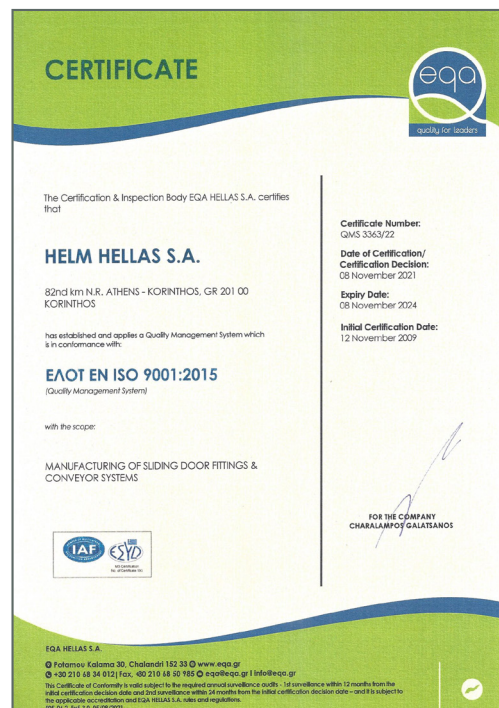 CERTIFICATE
eqa
quality for leaders
The Certification & Inspection Body EQA HELLAS S.A. certifies
that
HELM HELLAS S.A.
82nd km N.R. ATHENS - KORINTHOS, GR 201 00
KORINTHOS
has established and applies a Quality Management System which
is in conformance with:
ΕΛΟΤ EN ISO 9001:2015
(Quality Management System)
with the scope:
MANUFACTURING OF SLIDING DOOR FITTINGS &
CONVEYOR SYSTEMS
Certificate Number:
QMS 3363/22
Date of Certification/
Certification Decision:
08 November 2021
Expiry Date:
08 November 2024
Initial Certification Date:
12 November 2009
FOR THE COMPANY
CHARALAMPOS GALATSANOS
IAF
ESYD
EQA HELLAS S.A.
Potamou Kalama 30, Chalandri 152 33 www.eqa.gr
+30 210 68 34 012| Fax. +30 210 68 50 985 eqa@eqa.gr I info@eqa.gr
This Certificate of Conformity is valid subject to the required annual surveillance audits - 1st surveillance within 12 months from the
initial certification decision date and 2nd surveillance within 24 months from the initial certification decision date – and it is subject to
the applicable accreditation and EQA HELLAS S.A. rules and regulations.